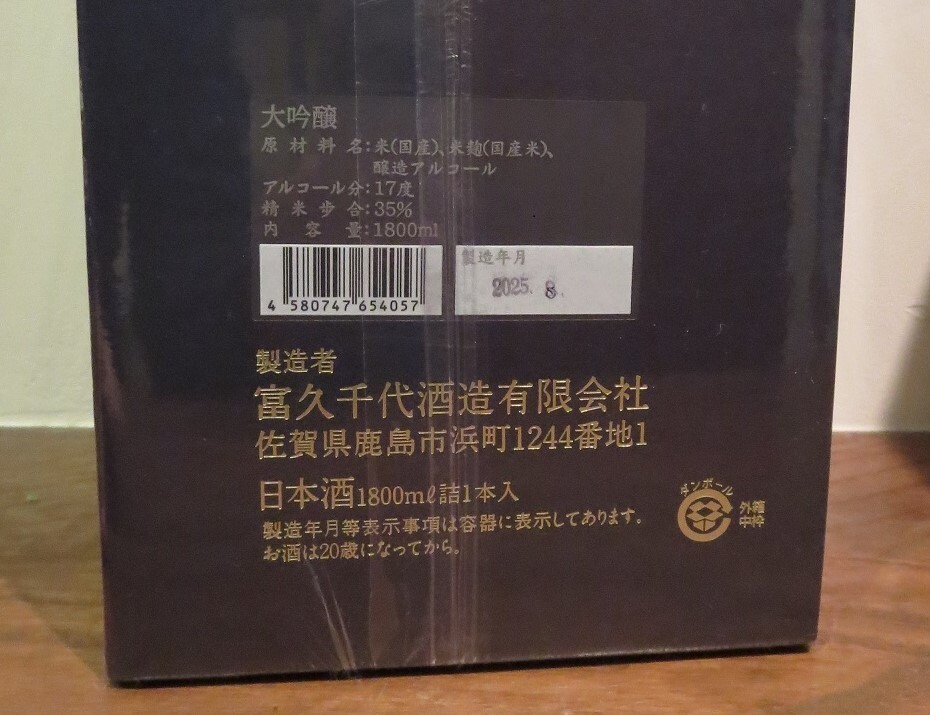 大吟醸
原材料名:米(国産)、米麹(国産米)、
醸造アルコール
アルコール分:17度
精米歩合:35%
内容量:1800ml
4 580747 654057
製造年月
2025. 8.
製造者
富久千代酒造有限会社
佐賀県鹿島市浜町1244番地1
日本酒1800mℓ詰1本入
製造年月等表示事項は容器に表示してあります。
お酒は20歳になってから。
ダンボール
外箱
中枠